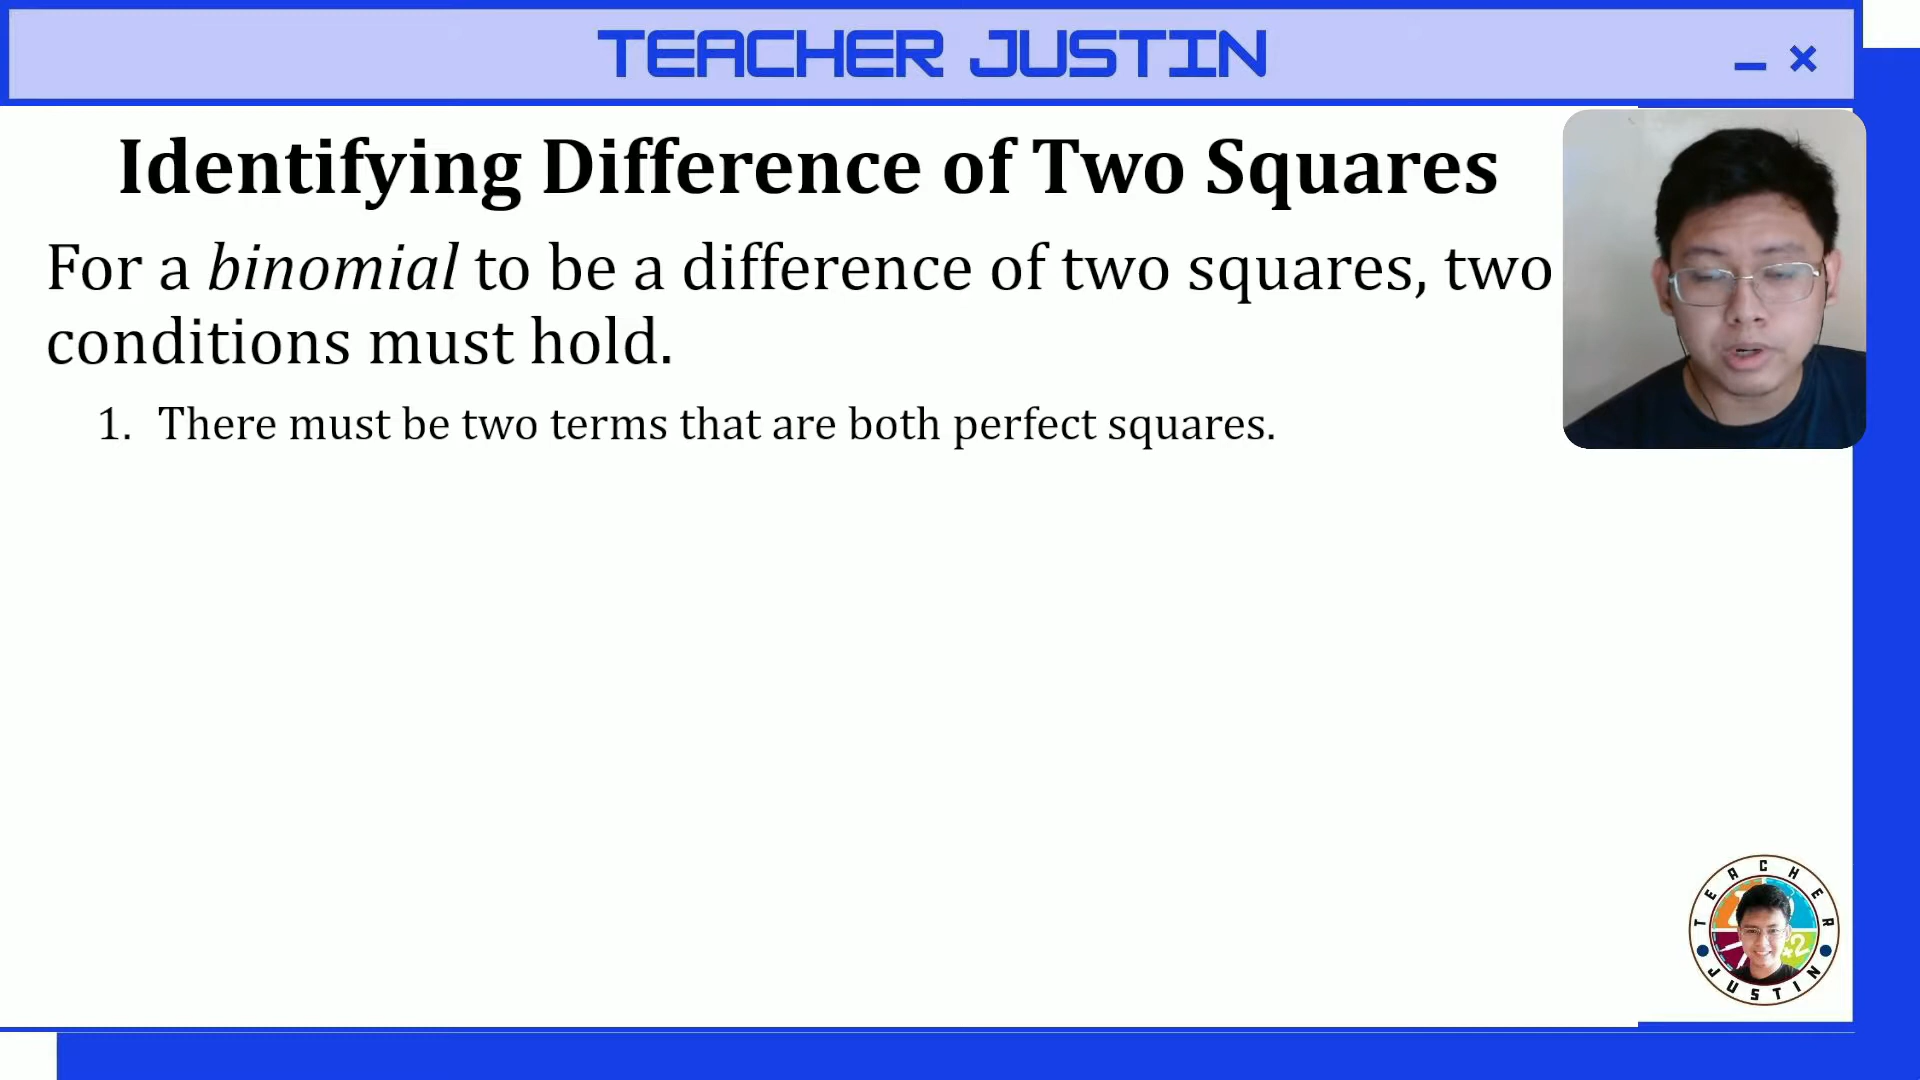 TEACHER JUSTIN
Identifying Difference of Two Squares
For a binomial to be a difference of two squares, two
conditions must hold.
1. There must be two terms that are both perfect squares.
TEACHER
JUSTIN